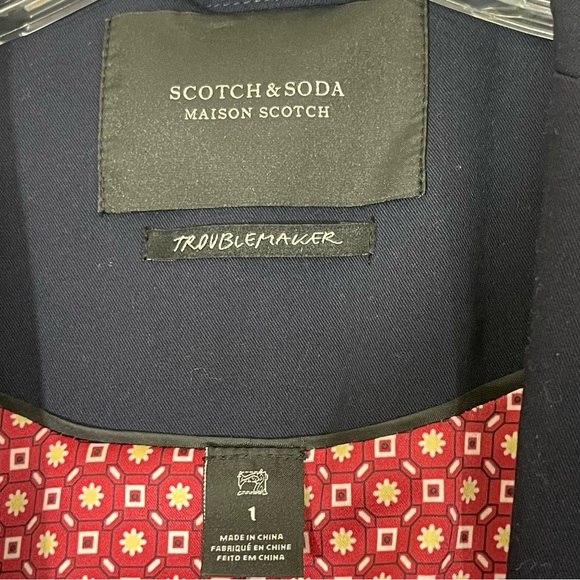 SCOTCH & SODA
MAISON SCOTCH
TROUBLEMAKER
1
MADE IN CHINA
FABRIQUÉ EN CHINE
FEITO EM CHINA